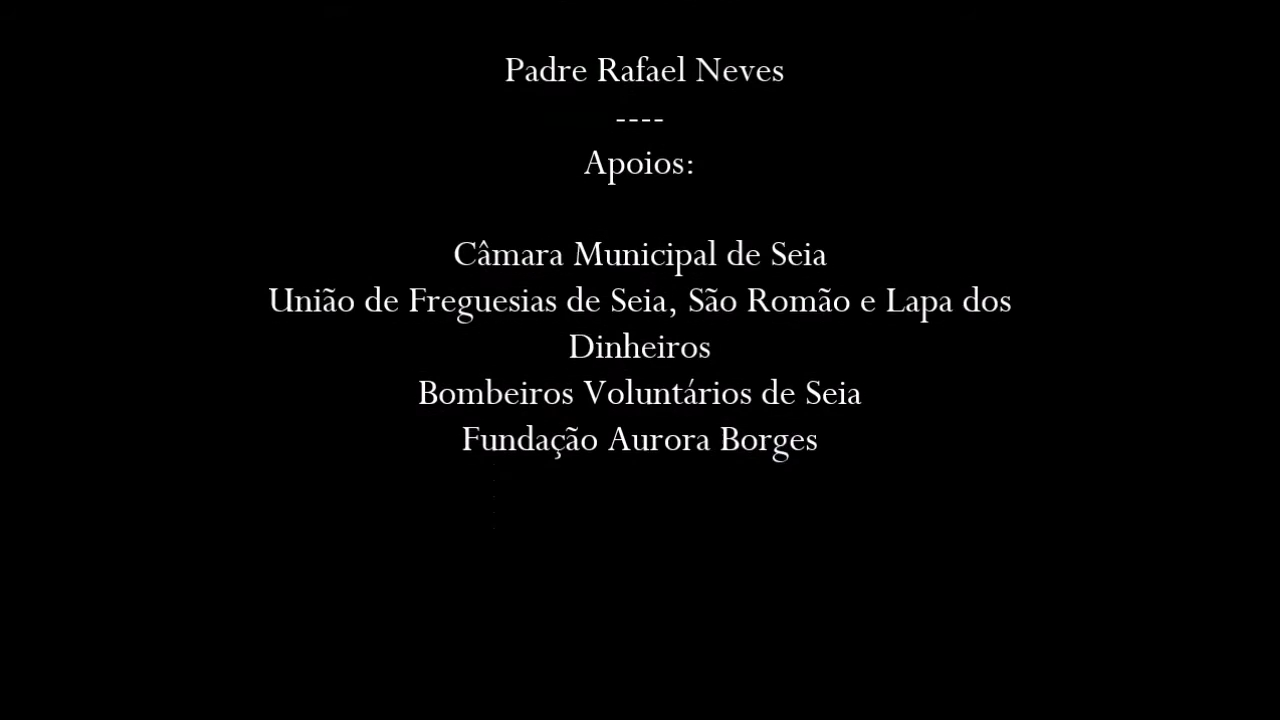 Padre Rafael Neves
----
Apoios:
Câmara Municipal de Seia
União de Freguesias de Seia, São Romão e Lapa dos
Dinheiros
Bombeiros Voluntários de Seia
Fundação Aurora Borges